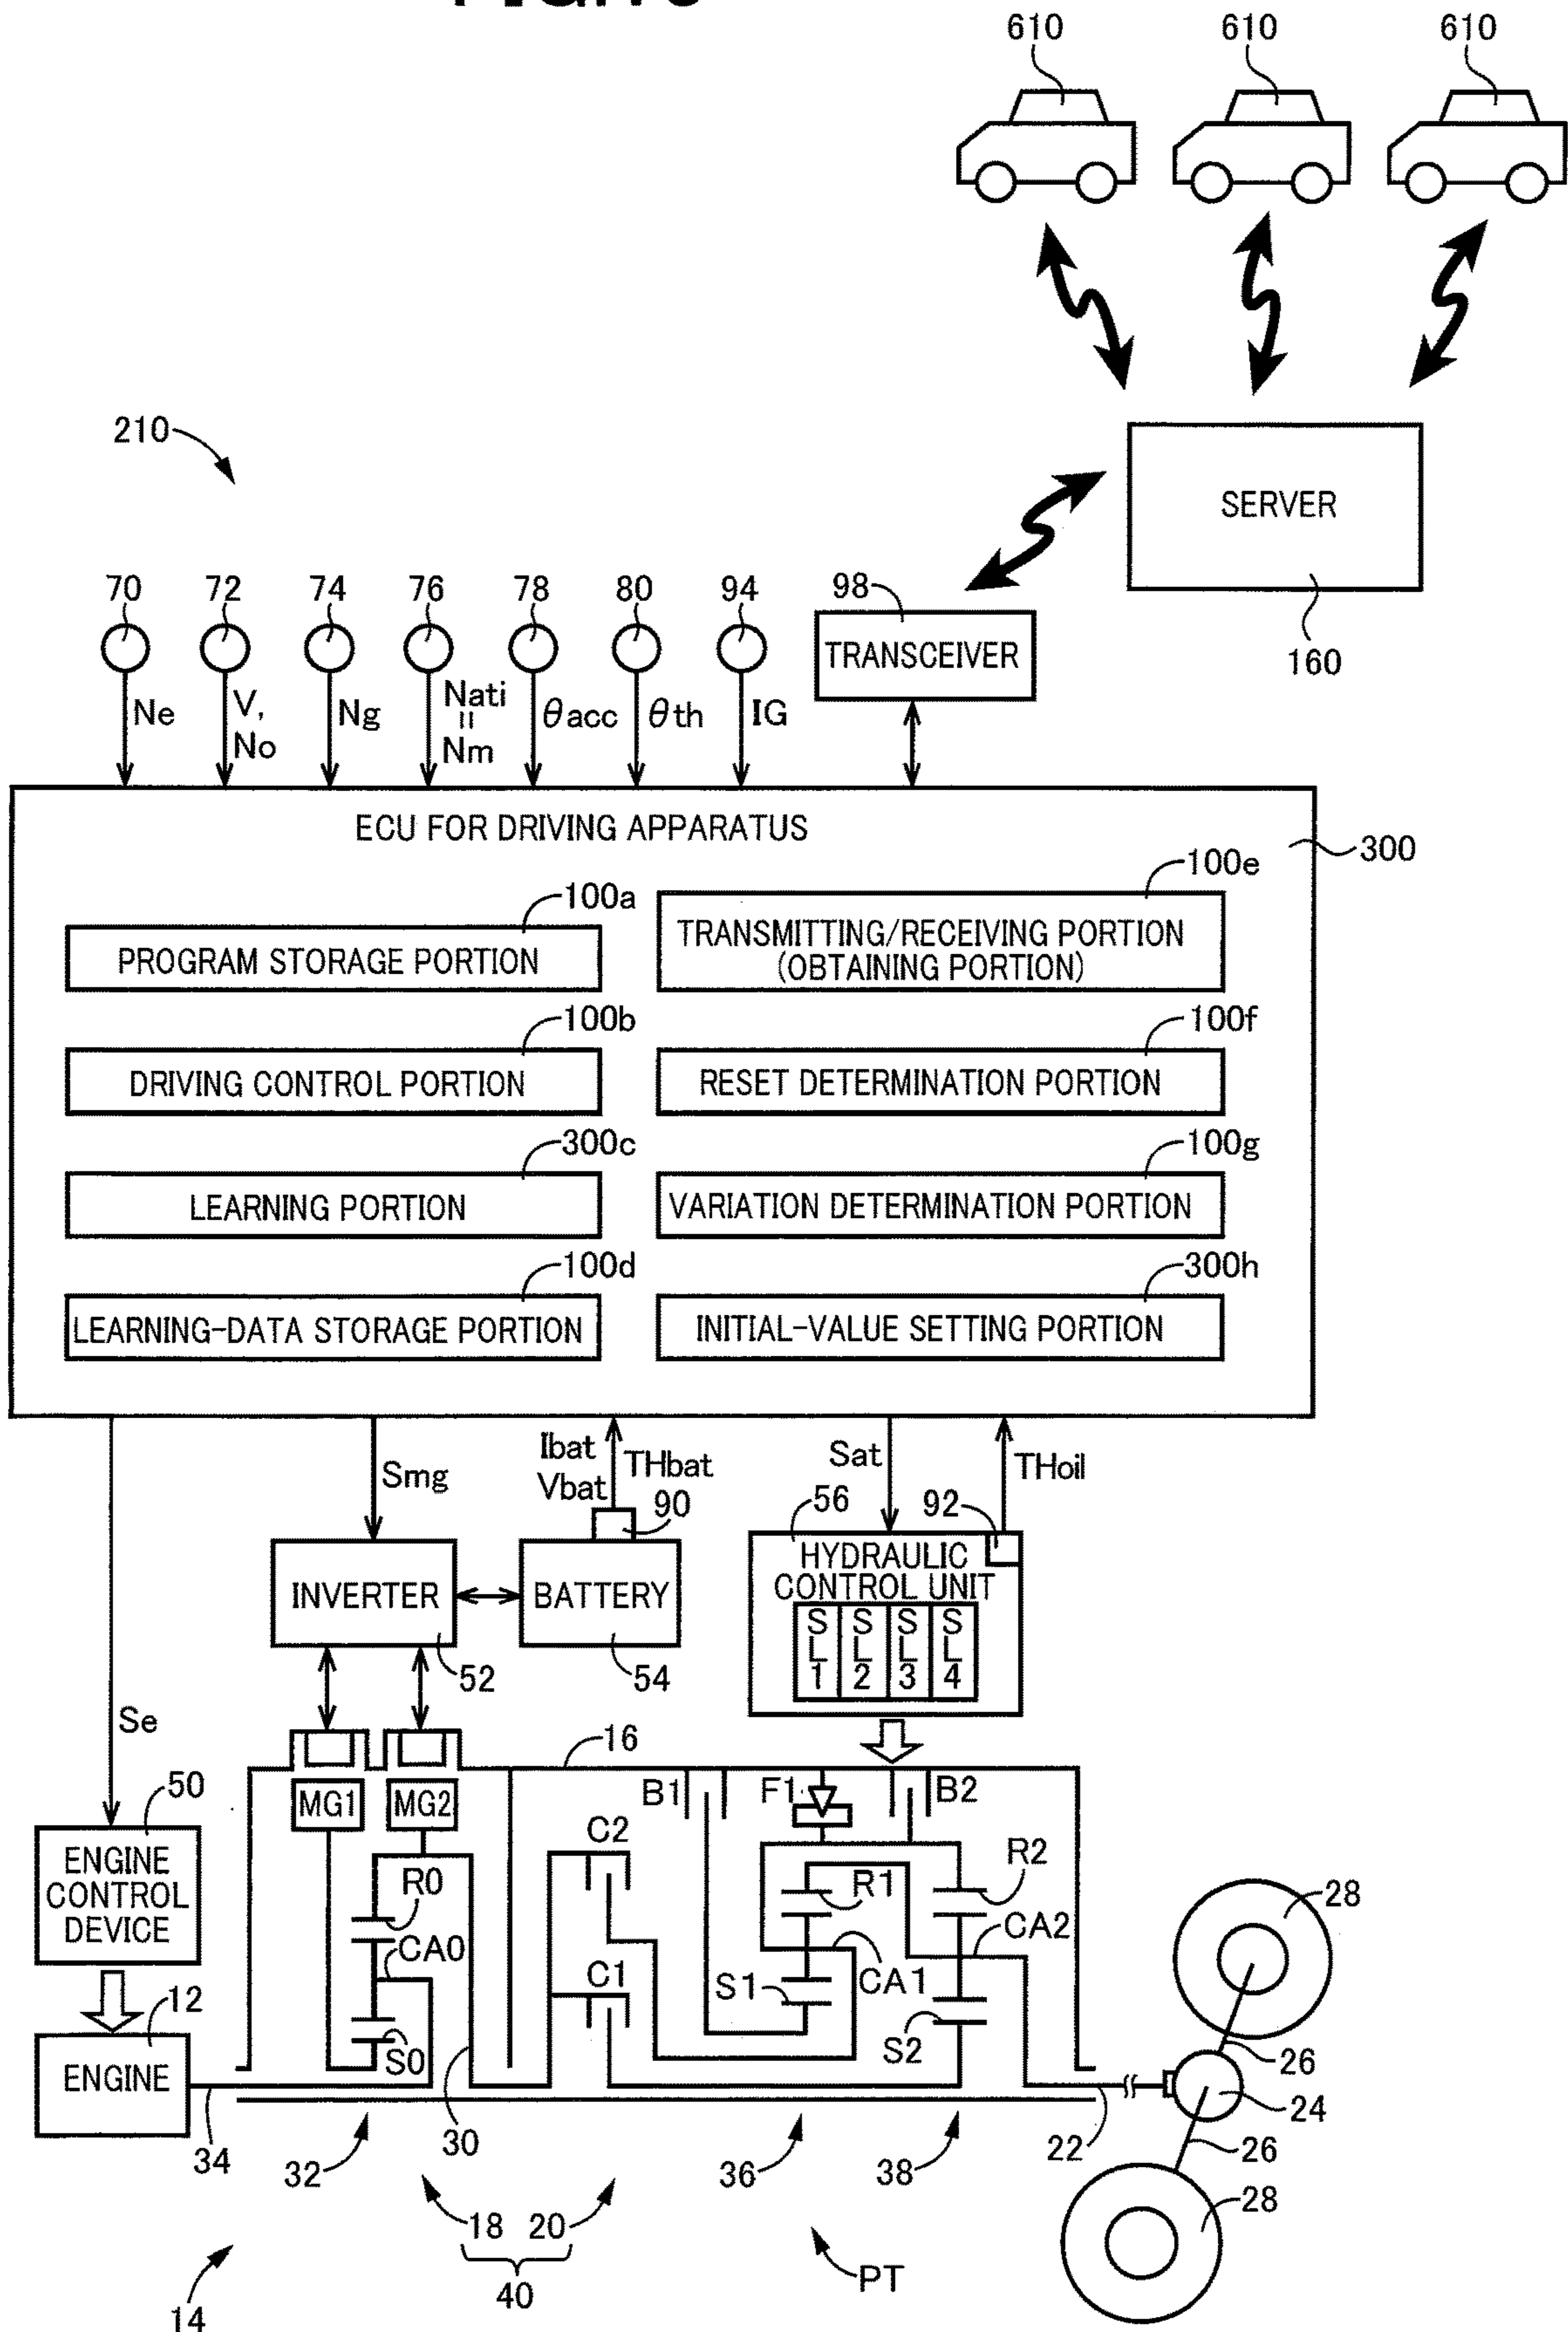 610 610 610
210
SERVER
160
70 72 74 76 78 80 94 98
TRANSCEIVER
Ne
V,
No
Ng
Nati
=
Nm
θacc
θth
IG
ECU FOR DRIVING APPARATUS
300
100a
PROGRAM STORAGE PORTION
100e
TRANSMITTING/RECEIVING PORTION
(OBTAINING PORTION)
100b
DRIVING CONTROL PORTION
100f
RESET DETERMINATION PORTION
300c
LEARNING PORTION
100g
VARIATION DETERMINATION PORTION
100d
LEARNING-DATA STORAGE PORTION
300h
INITIAL-VALUE SETTING PORTION
Se
Smg
Ibat
Vbat
THbat
90
Sat
THoil
56
92
INVERTER
52
BATTERY
54
HYDRAULIC
CONTROL UNIT
SL1 SL2 SL3 SL4
50
ENGINE
CONTROL
DEVICE
12
ENGINE
16
MG1 MG2
B1 F1 B2
C2
C1
R0
CA0
S0
R1
R2
CA1
CA2
S1
S2
28
26
24
26
28
34
32
30
36
38
22
18 20
40
14
PT